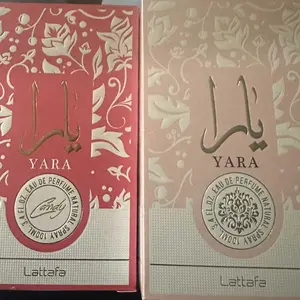 يارا
YARA
3.4 FL.OZ. EAU DE PERFUME NATURAL SPRAY 100ML
Candy
Lattafa
يارا
YARA
3.4 FL.OZ. EAU DE PERFUME NATURAL SPRAY 100ML
Lattafa